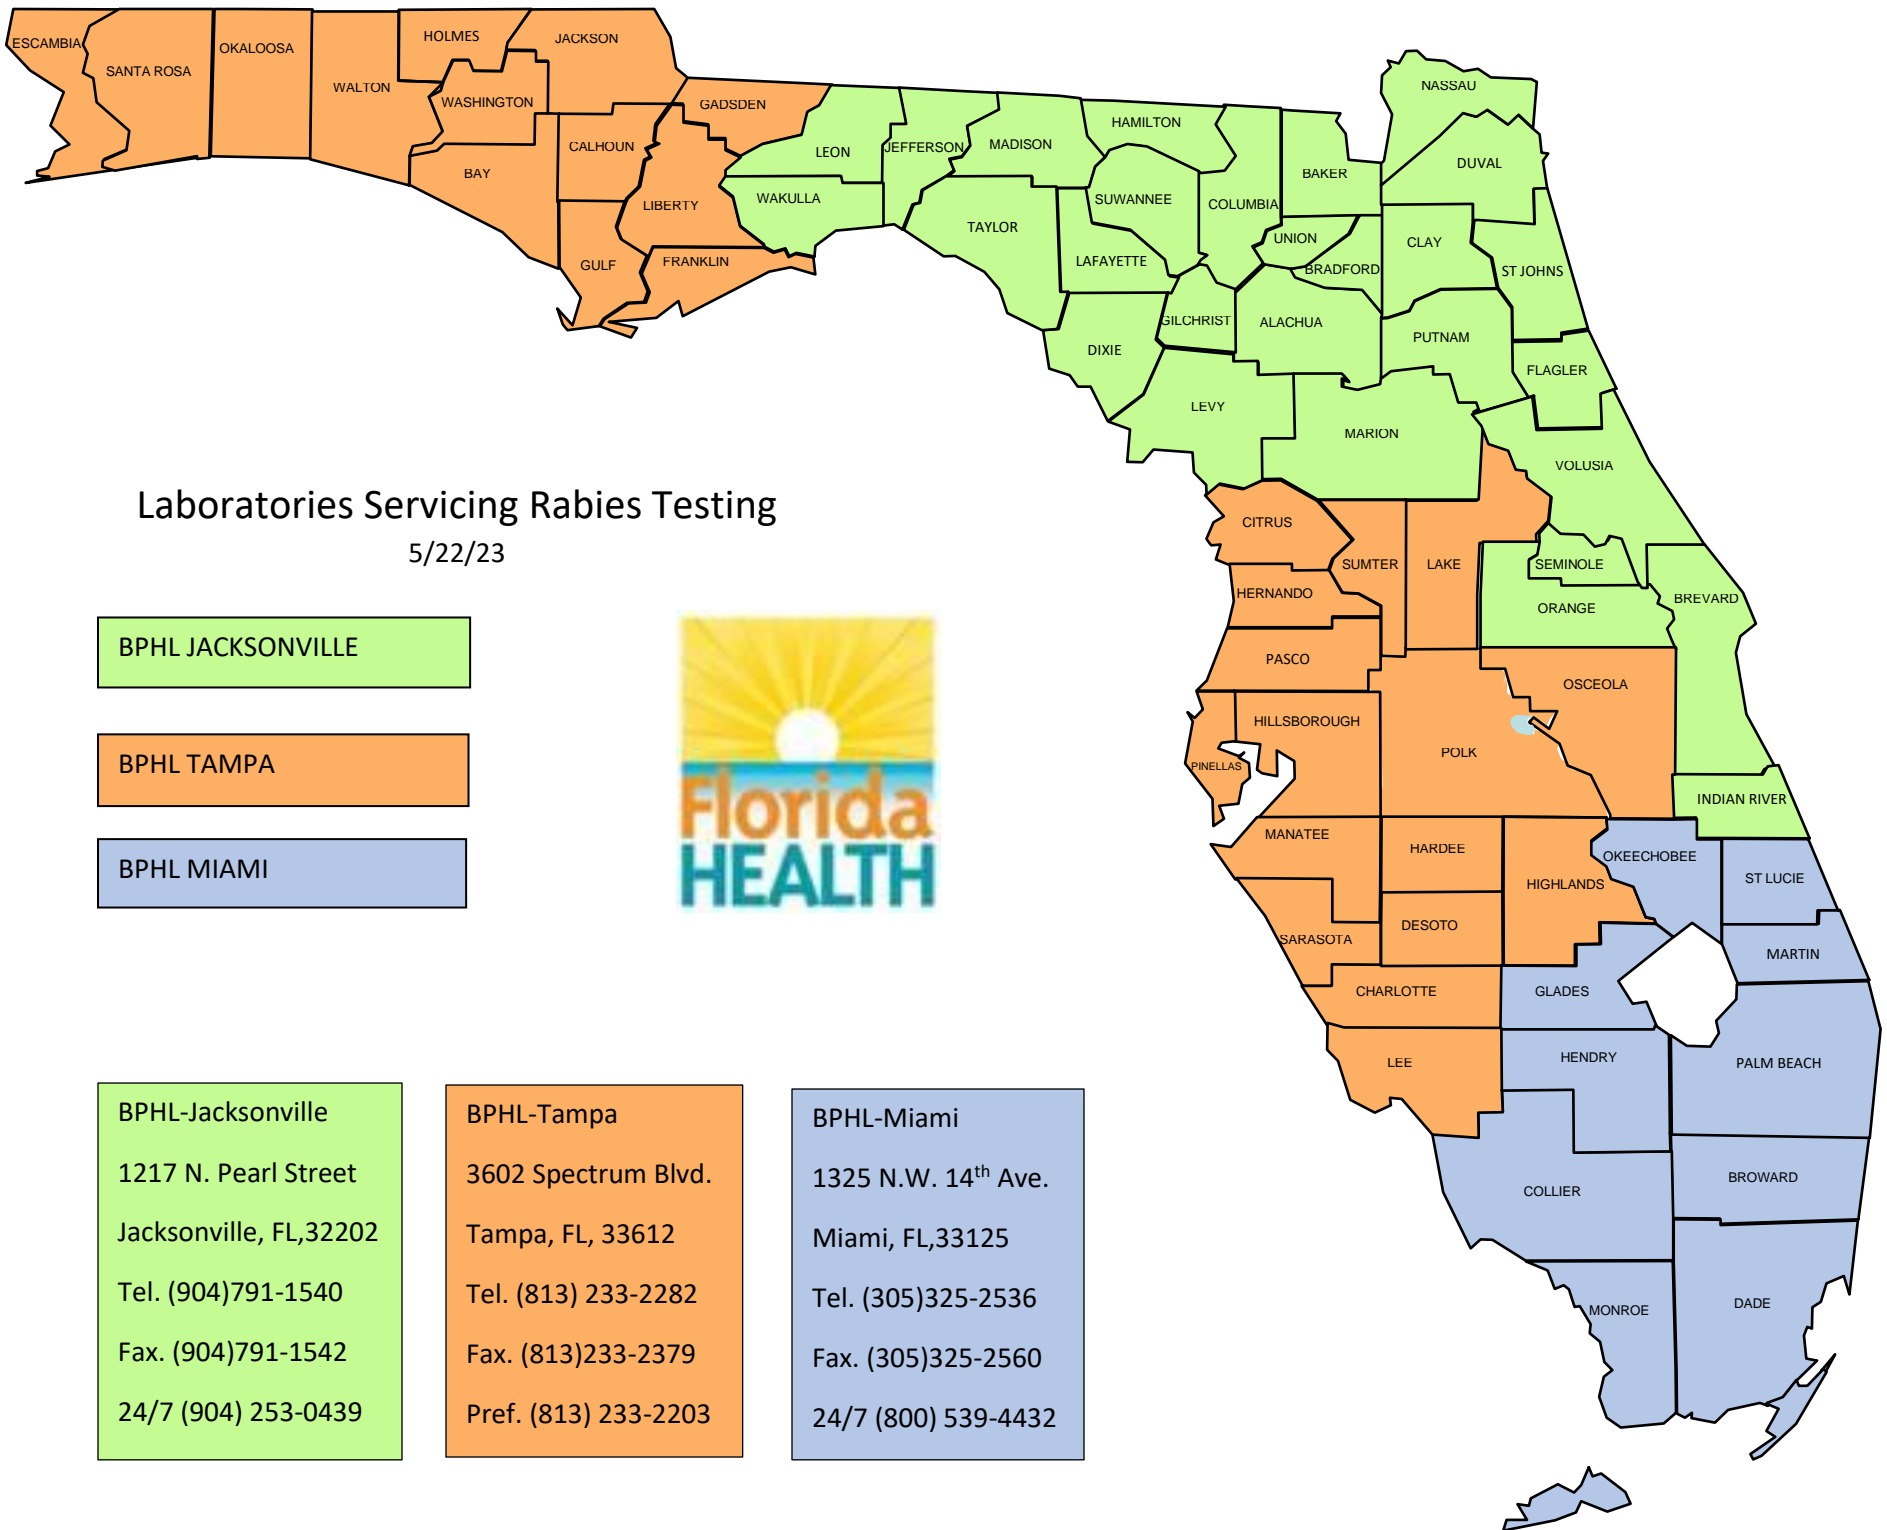 ESCAMBIA
SANTA ROSA
OKALOOSA
WALTON
HOLMES
JACKSON
WASHINGTON
BAY
CALHOUN
GULF
GADSDEN
LIBERTY
FRANKLIN
LEON
WAKULLA
JEFFERSON
MADISON
TAYLOR
HAMILTON
SUWANNEE
LAFAYETTE
DIXIE
COLUMBIA
GILCHRIST
BAKER
UNION
BRADFORD
ALACHUA
NASSAU
DUVAL
CLAY
ST JOHNS
PUTNAM
FLAGLER
LEVY
MARION
VOLUSIA
CITRUS
SUMTER
LAKE
HERNANDO
SEMINOLE
ORANGE
BREVARD
PASCO
OSCEOLA
HILLSBOROUGH
PINELLAS
POLK
INDIAN RIVER
MANATEE
HARDEE
HIGHLANDS
OKEECHOBEE
ST LUCIE
SARASOTA
DESOTO
MARTIN
CHARLOTTE
GLADES
LEE
HENDRY
PALM BEACH
COLLIER
BROWARD
MONROE
DADE
Laboratories Servicing Rabies Testing
5/22/23
BPHL JACKSONVILLE
BPHL TAMPA
BPHL MIAMI
Florida
HEALTH
BPHL-Jacksonville
1217 N. Pearl Street
Jacksonville, FL,32202
Tel. (904)791-1540
Fax. (904)791-1542
24/7 (904) 253-0439
BPHL-Tampa
3602 Spectrum Blvd.
Tampa, FL, 33612
Tel. (813) 233-2282
Fax. (813)233-2379
Pref. (813) 233-2203
BPHL-Miami
1325 N.W. 14th Ave.
Miami, FL,33125
Tel. (305)325-2536
Fax. (305)325-2560
24/7 (800) 539-4432